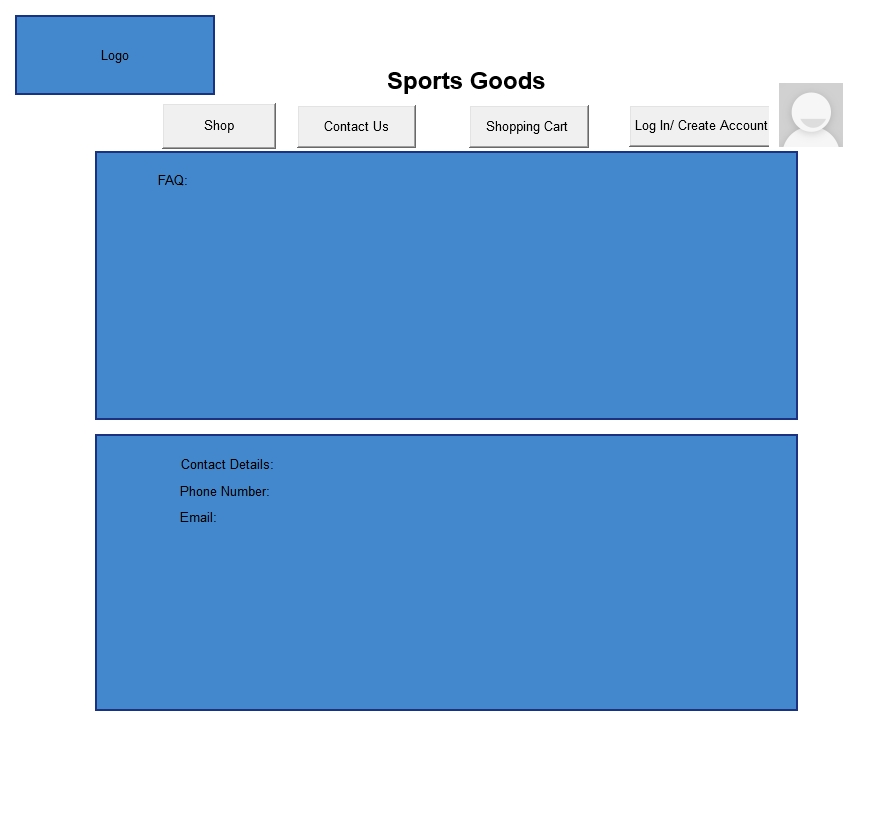 Logo
Sports Goods
Shop
Contact Us
Shopping Cart
Log In/ Create Account
FAQ:
Contact Details:
Phone Number:
Email: